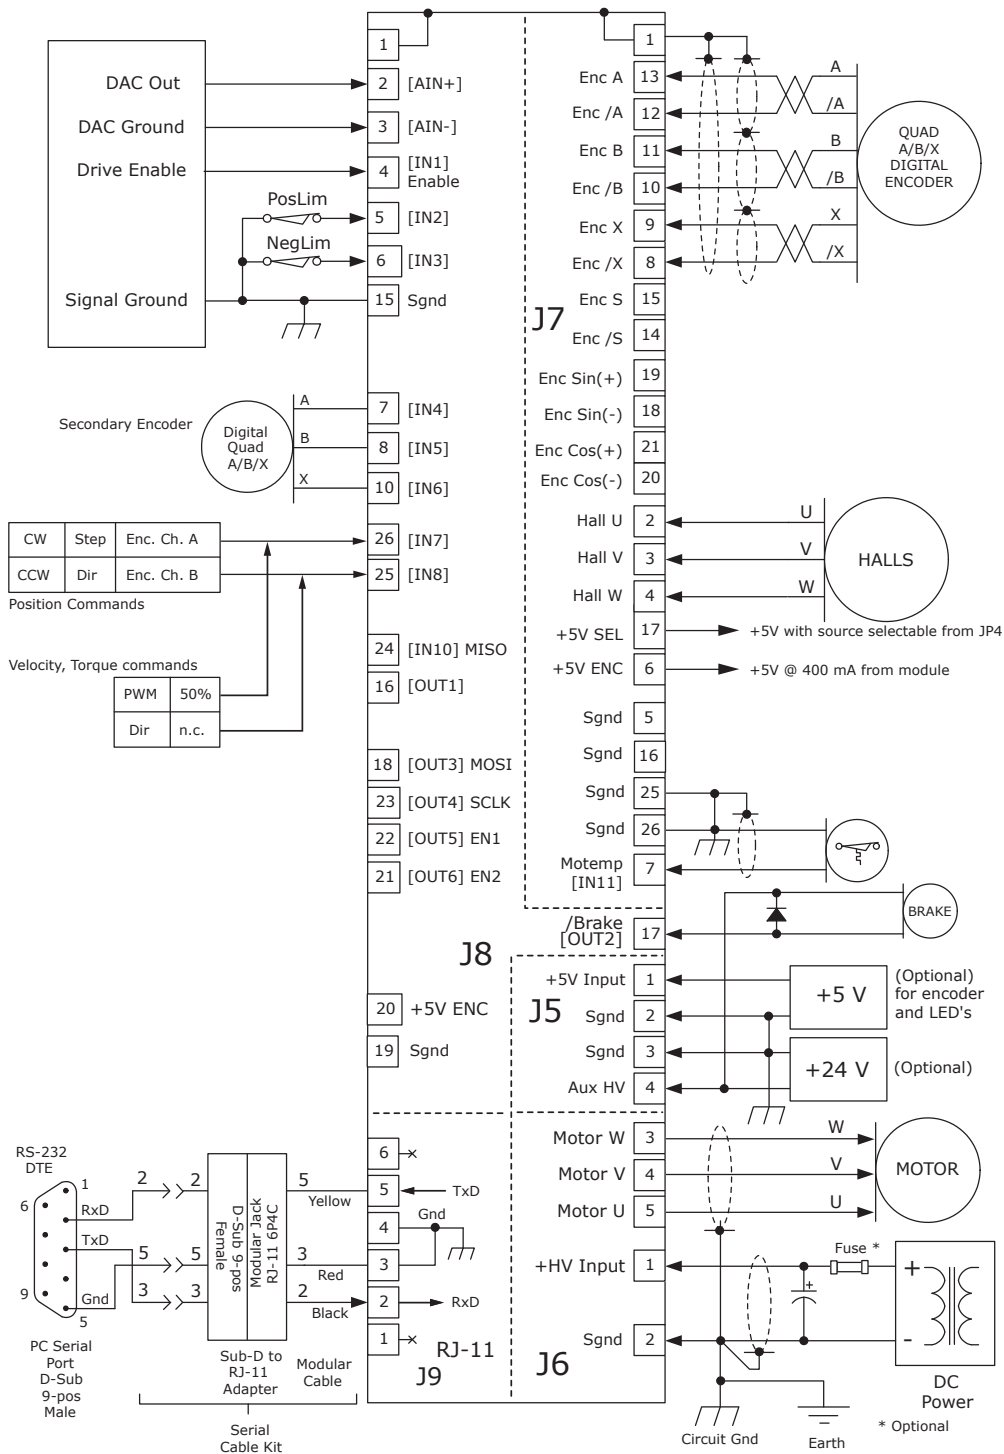 DAC Out
DAC Ground
Drive Enable
PosLim
NegLim
Signal Ground
1
2 [AIN+]
3 [AIN-]
4 [IN1]
Enable
5 [IN2]
6 [IN3]
15 Sgnd
Secondary Encoder
Digital
Quad
A/B/X
A
B
X
7 [IN4]
8 [IN5]
10 [IN6]
CW Step Enc. Ch. A
CCW Dir Enc. Ch. B
Position Commands
26 [IN7]
25 [IN8]
Velocity, Torque commands
PWM 50%
Dir n.c.
24 [IN10] MISO
16 [OUT1]
18 [OUT3] MOSI
23 [OUT4] SCLK
22 [OUT5] EN1
21 [OUT6] EN2
J8
20 +5V ENC
19 Sgnd
J7
1
Enc A 13
Enc /A 12
Enc B 11
Enc /B 10
Enc X 9
Enc /X 8
Enc S 15
Enc /S 14
Enc Sin(+) 19
Enc Sin(-) 18
Enc Cos(+) 21
Enc Cos(-) 20
Hall U 2
Hall V 3
Hall W 4
+5V SEL 17
+5V ENC 6
Sgnd 5
Sgnd 16
Sgnd 25
Sgnd 26
Motemp 7
[IN11]
A
/A
B
/B
X
/X
QUAD
A/B/X
DIGITAL
ENCODER
U
V
W
HALLS
+5V with source selectable from JP4
+5V @ 400 mA from module
/Brake
[OUT2] 17
BRAKE
J5
+5V Input 1
Sgnd 2
Sgnd 3
Aux HV 4
+5 V
(Optional)
for encoder
and LED's
+24 V
(Optional)
Motor W 3
Motor V 4
Motor U 5
W
V
U
MOTOR
+HV Input 1
Sgnd 2
J6
Fuse *
+
+
-
DC
Power
* Optional
Circuit Gnd
Earth
RS-232
DTE
1
6
RxD
TxD
9
Gnd
5
PC Serial
Port
D-Sub
9-pos
Male
2 2
5 5
3 3
D-Sub 9-pos
Female
Modular Jack
RJ-11 6P4C
5
Yellow
3
Red
2
Black
6
5 TxD
4 Gnd
3
2 RxD
1
RJ-11
J9
Sub-D to
RJ-11
Adapter
Modular
Cable
Serial
Cable Kit